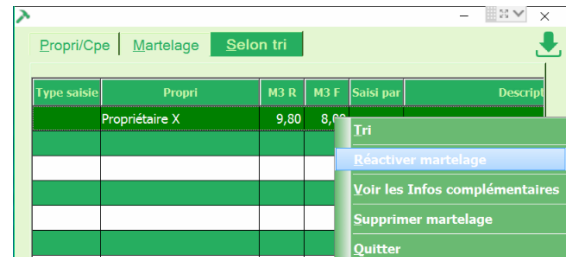 Propri/Cpe Martelage Selon tri
Type saisie Propri M3 R M3 F Saisi par Descript
Propriétaire X 9,80 8,00
Tri
Réactiver martelage
Voir les Infos complémentaires
Supprimer martelage
Quitter